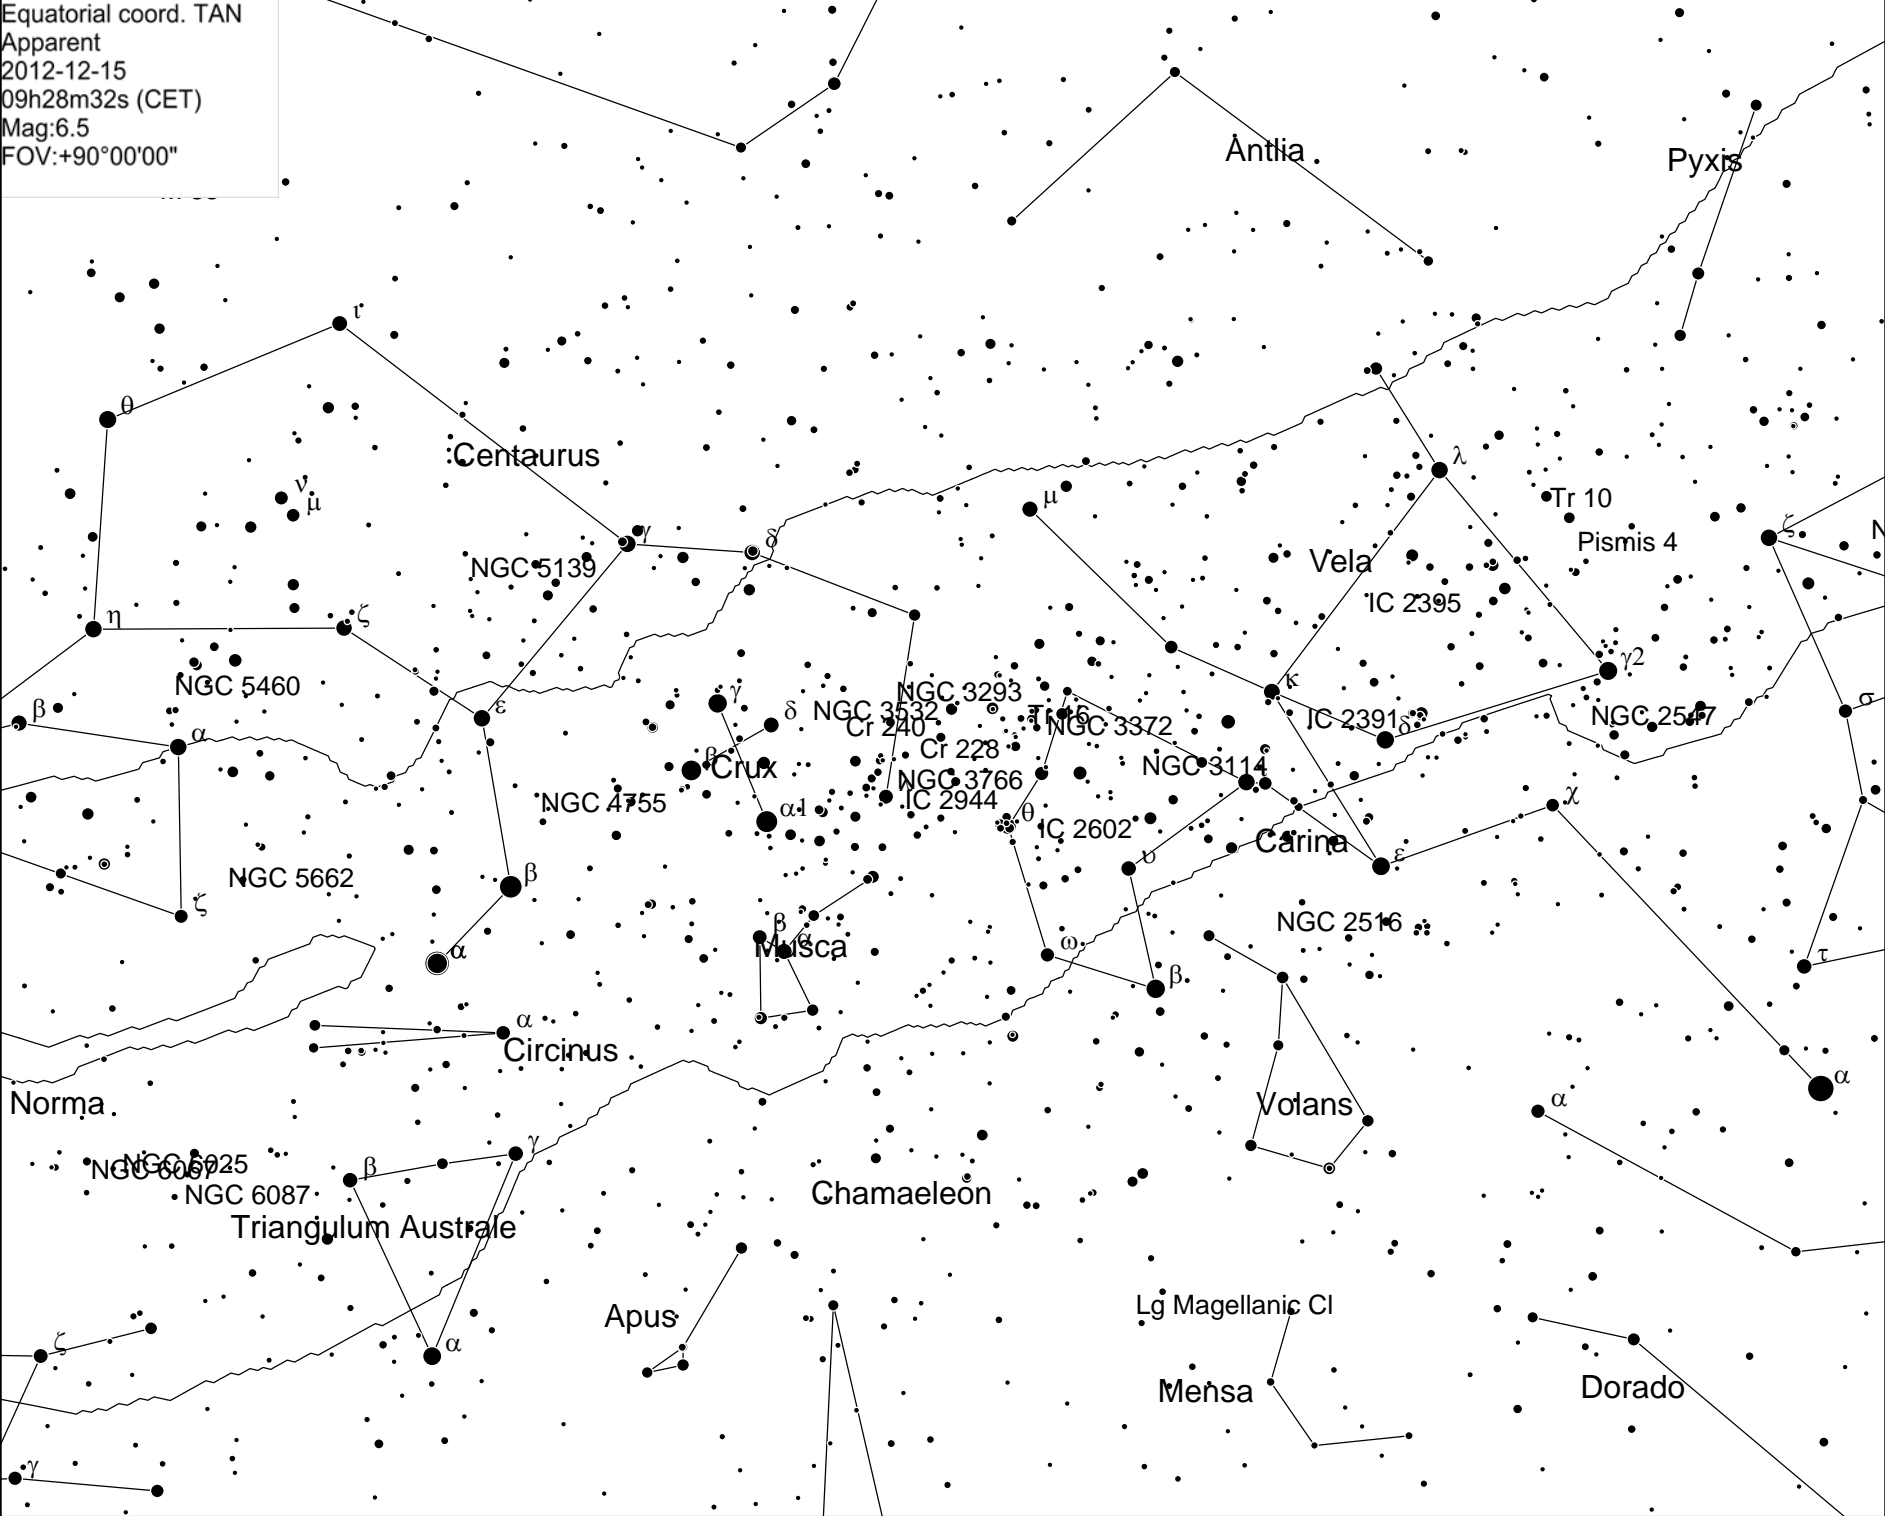 Equatorial coord. TAN
Apparent
2012-12-15
09h28m32s (CET)
Mag:6.5
FOV:+90°00'00"
Antlia
Pyxis
ι
θ
Centaurus
λ
ν
μ
μ
Tr 10
ζ
N
γ
δ
Pismis 4
NGC 5139
Vela
IC 2395
η
ζ
γ2
NGC 5460
κ
γ
NGC 3293
σ
β
ε
δ
NGC 3532
Tr 16
IC 2391
δ
NGC 2547
Cr 240
NGC 3372
α
Cr 228
β
Crux
NGC 3114
NGC 3766
NGC 4755
IC 2944
χ
α1
θ
IC 2602
Carina
ε
υ
NGC 5662
β
ζ
β
NGC 2516
α
Musca
α
ω
τ
β
α
Circinus
α
Norma
Volans
α
γ
NGC 6025
NGC 6067
β
NGC 6087
Chamaeleon
Triangulum Australe
Lg Magellanic Cl
Apus
ζ
α
Mensa
Dorado
γ